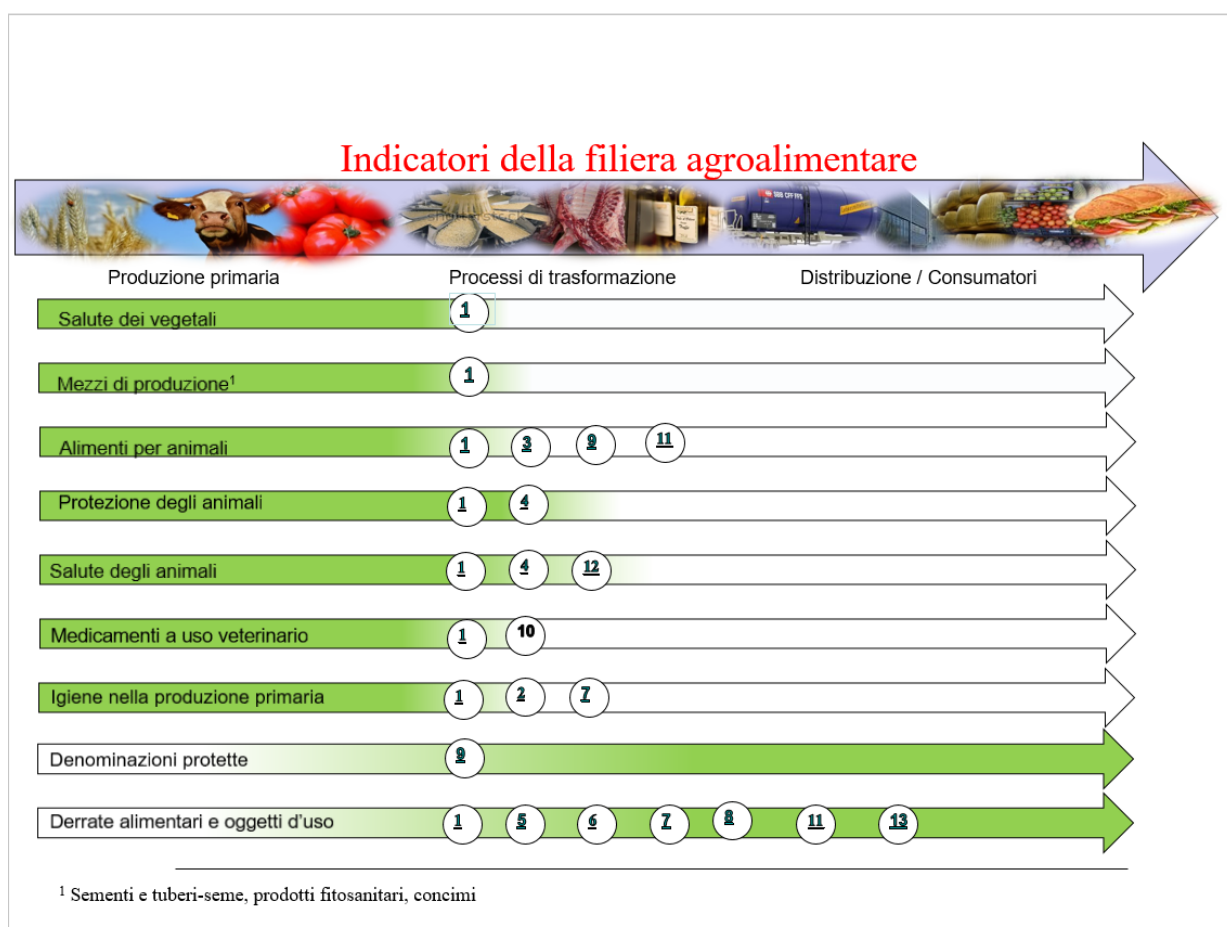 Indicatori della filiera agroalimentare
SBB CFF FFS
Produzione primaria Processi di trasformazione Distribuzione / Consumatori
Salute dei vegetali 1
Mezzi di produzione¹ 1
Alimenti per animali 1 3 9 11
Protezione degli animali 1 4
Salute degli animali 1 4 12
Medicamenti a uso veterinario 1 10
Igiene nella produzione primaria 1 2 7
Denominazioni protette 9
Derrate alimentari e oggetti d'uso 1 5 6 7 8 11 13
¹ Sementi e tuberi-seme, prodotti fitosanitari, concimi